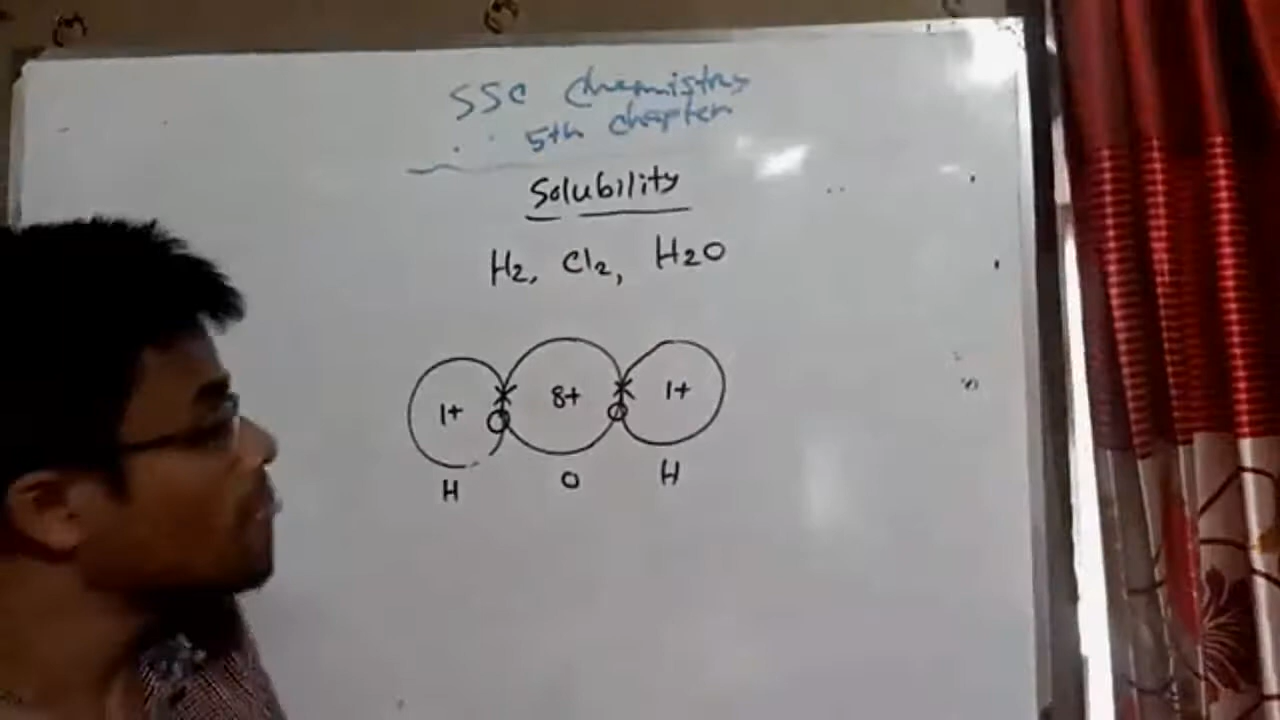 SSC Chemistry
5th chapter
Solubility
H2, Cl2, H2O
1+ 8+ 1+
H O H